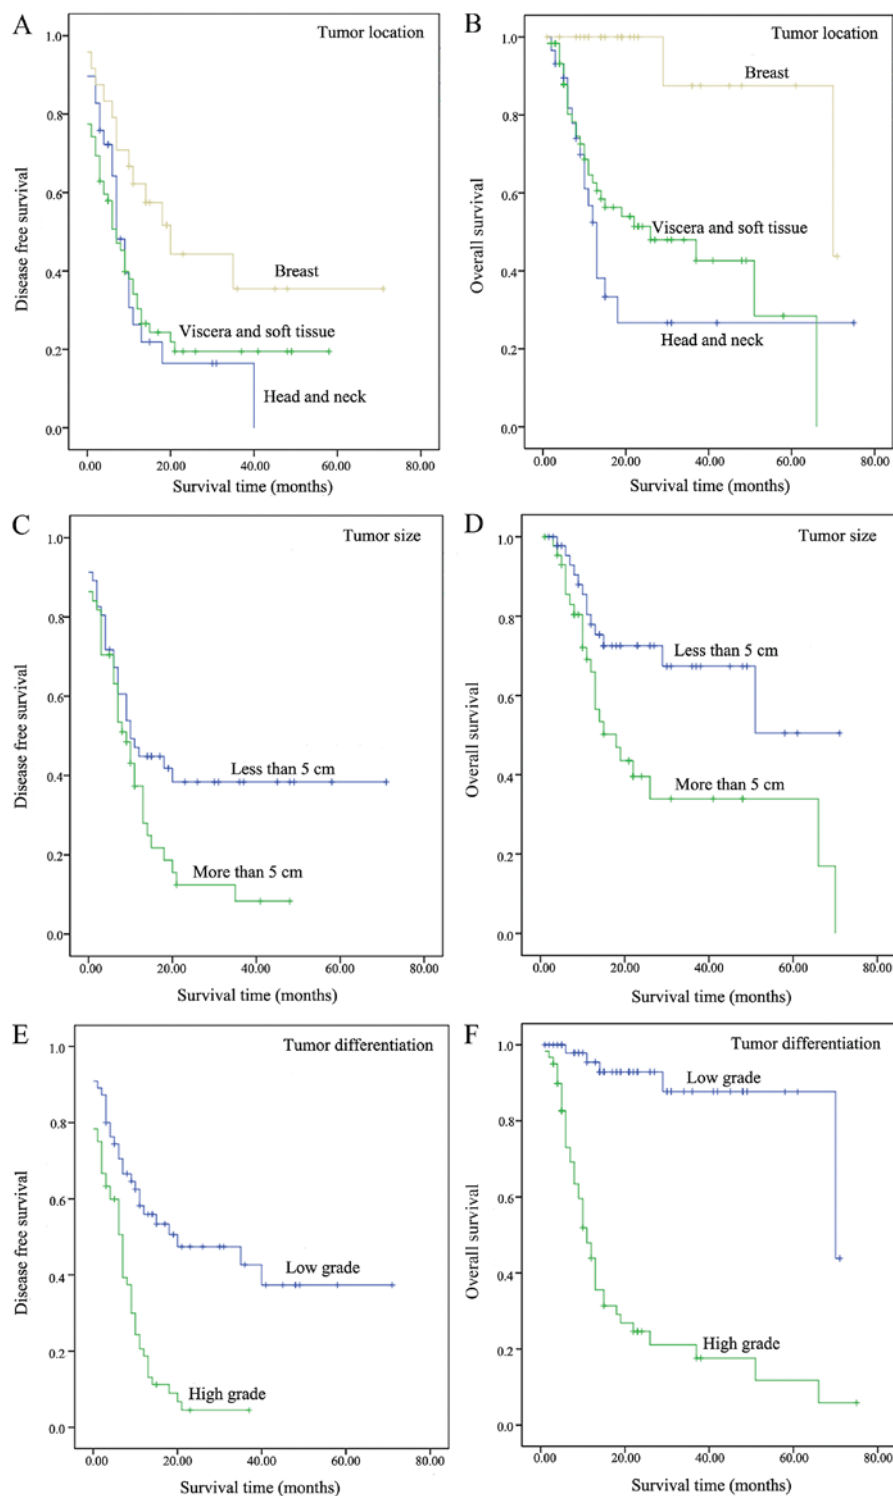 A
Tumor location
Disease free survival
1.0
0.8
0.6
0.4
0.2
0.0
Breast
Viscera and soft tissue
Head and neck
0.00 20.00 40.00 60.00 80.00
Survival time (months)
B
Tumor location
Overall survival
1.0
0.8
0.6
0.4
0.2
0.0
Breast
Viscera and soft tissue
Head and neck
0.00 20.00 40.00 60.00 80.00
Survival time (months)
C
Tumor size
Disease free survival
1.0
0.8
0.6
0.4
0.2
0.0
Less than 5 cm
More than 5 cm
0.00 20.00 40.00 60.00 80.00
Survival time (months)
D
Tumor size
Overall survival
1.0
0.8
0.6
0.4
0.2
0.0
Less than 5 cm
More than 5 cm
0.00 20.00 40.00 60.00 80.00
Survival time (months)
E
Tumor differentiation
Disease free survival
1.0
0.8
0.6
0.4
0.2
0.0
Low grade
High grade
0.00 20.00 40.00 60.00 80.00
Survival time (months)
F
Tumor differentiation
Overall survival
1.0
0.8
0.6
0.4
0.2
0.0
Low grade
High grade
0.00 20.00 40.00 60.00 80.00
Survival time (months)